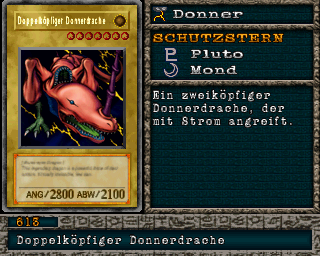 Doppelköpfiger Donnerdrache
ANG/2800 ABW/2100
Donner
SCHUTZSTERN
Pluto
Mond
Ein zweiköpfiger
Donnerdrache, der
mit Strom angreift.
613
Doppelköpfiger Donnerdrache